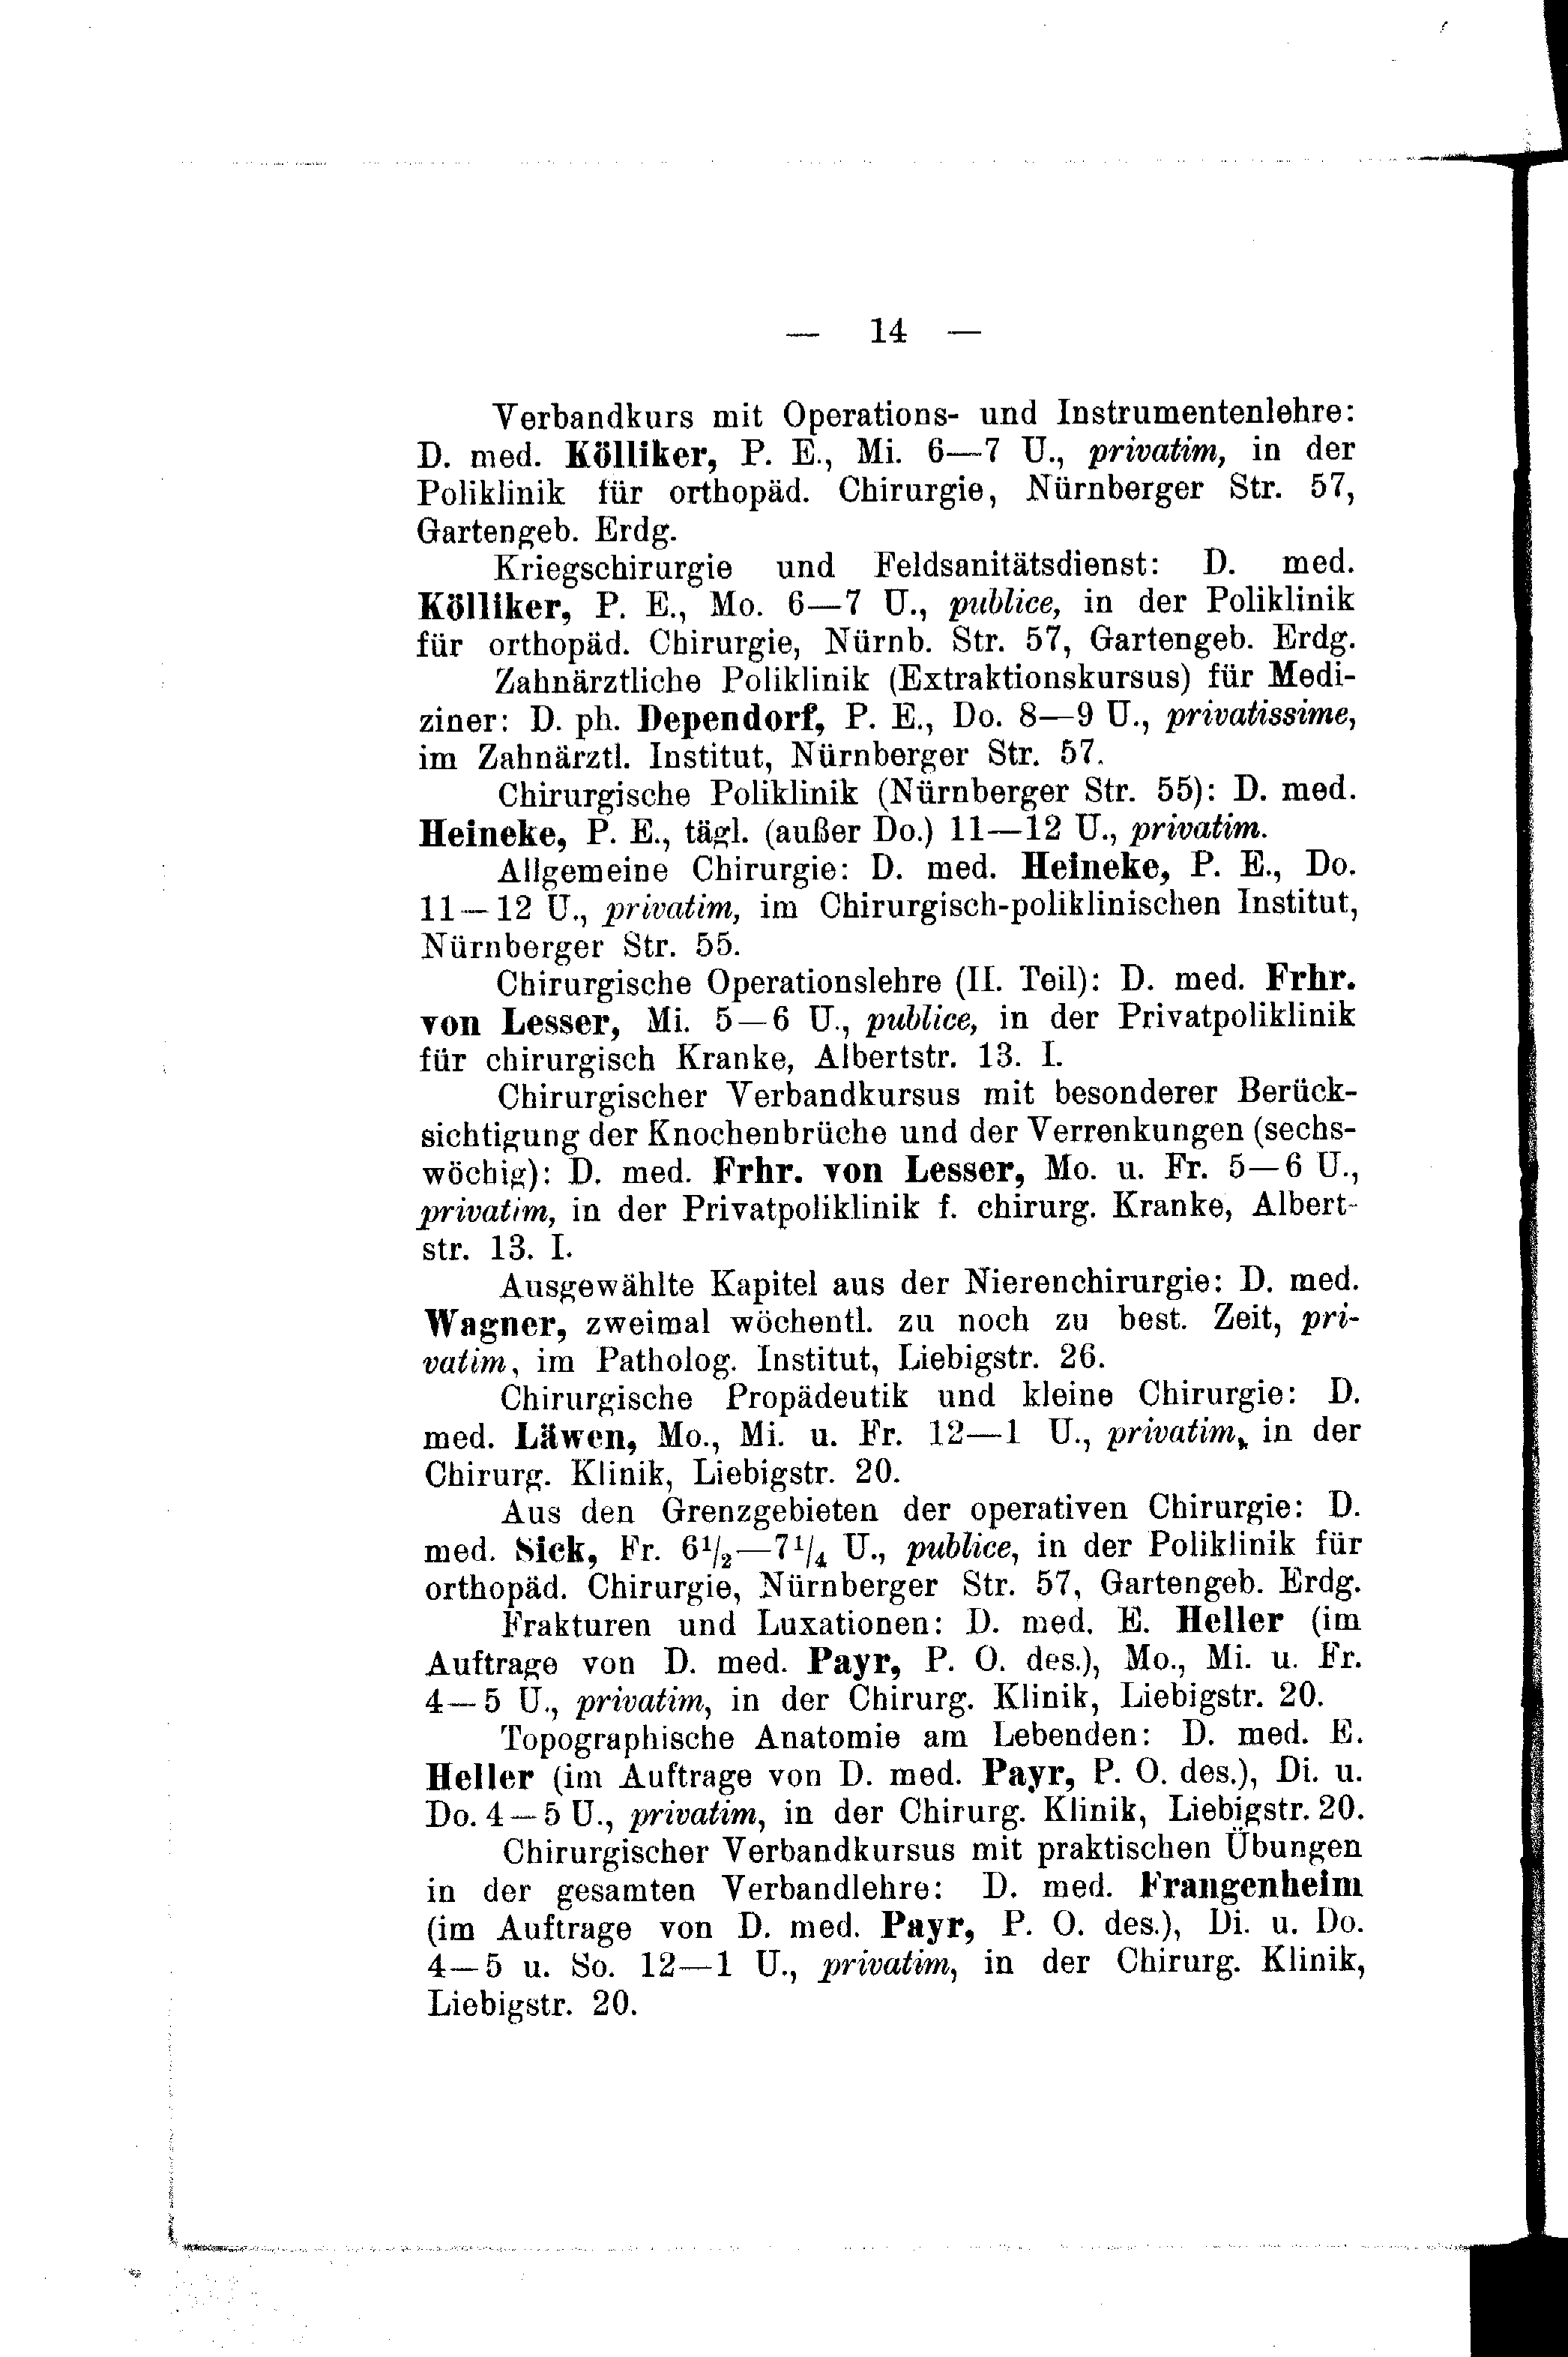 — 14 —
Verbandkurs mit Operations- und Instrumentenlehre:
D. med. Kölliker, P. E., Mi. 6—7 U., privatim, in der
Poliklinik für orthopäd. Chirurgie, Nürnberger Str. 57,
Gartengeb. Erdg.
Kriegschirurgie und Feldsanitätsdienst: D. med.
Kölliker, P. E., Mo. 6—7 U., publice, in der Poliklinik
für orthopäd. Chirurgie, Nürnb. Str. 57, Gartengeb. Erdg.
Zahnärztliche Poliklinik (Extraktionskursus) für Medi-
ziner: D. ph. Dependorf, P. E., Do. 8—9 U., privatissime,
im Zahnärztl. Institut, Nürnberger Str. 57.
Chirurgische Poliklinik (Nürnberger Str. 55): D. med.
Heineke, P. E., tägl. (außer Do.) 11—12 U., privatim.
Allgemeine Chirurgie: D. med. Heineke, P. E., Do.
11—12 U., privatim, im Chirurgisch-poliklinischen Institut,
Nürnberger Str. 55.
Chirurgische Operationslehre (II. Teil): D. med. Frhr.
von Lesser, Mi. 5—6 U., publice, in der Privatpoliklinik
für chirurgisch Kranke, Albertstr. 13. I.
Chirurgischer Verbandkursus mit besonderer Berück-
sichtigung der Knochenbrüche und der Verrenkungen (sechs-
wöchig): D. med. Frhr. von Lesser, Mo. u. Fr. 5—6 U.,
privatim, in der Privatpoliklinik f. chirurg. Kranke, Albert-
str. 13. I.
Ausgewählte Kapitel aus der Nierenchirurgie: D. med.
Wagner, zweimal wöchentl. zu noch zu best. Zeit, pri-
vatim, im Patholog. Institut, Liebigstr. 26.
Chirurgische Propädeutik und kleine Chirurgie: D.
med. Läwen, Mo., Mi. u. Fr. 12—1 U., privatim, in der
Chirurg. Klinik, Liebigstr. 20.
Aus den Grenzgebieten der operativen Chirurgie: D.
med. Sick, Fr. 6½—7¼ U., publice, in der Poliklinik für
orthopäd. Chirurgie, Nürnberger Str. 57, Gartengeb. Erdg.
Frakturen und Luxationen: D. med. E. Heller (im
Auftrage von D. med. Payr, P. O. des.), Mo., Mi. u. Fr.
4—5 U., privatim, in der Chirurg. Klinik, Liebigstr. 20.
Topographische Anatomie am Lebenden: D. med. E.
Heller (im Auftrage von D. med. Payr, P. O. des.), Di. u.
Do. 4—5 U., privatim, in der Chirurg. Klinik, Liebigstr. 20.
Chirurgischer Verbandkursus mit praktischen Übungen
in der gesamten Verbandlehre: D. med. Frangenheim
(im Auftrage von D. med. Payr, P. O. des.), Di. u. Do.
4—5 u. So. 12—1 U., privatim, in der Chirurg. Klinik,
Liebigstr. 20.